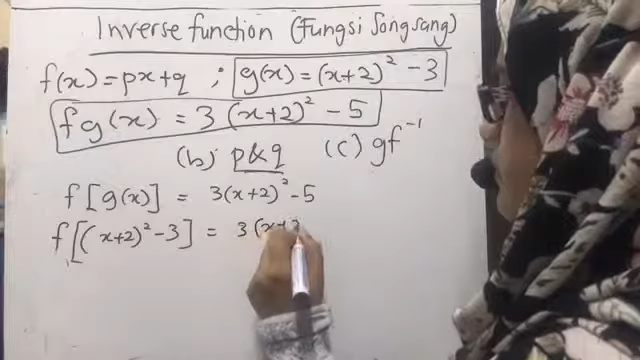 Inverse function (Fungsi Songsang)
f(x) = px + q ; g(x) = (x+2)² - 3
fg(x) = 3(x+2)² - 5
(b) p & q (c) gf⁻¹
f[g(x)] = 3(x+2)² - 5
f[(x+2)² - 3] = 3(x+2